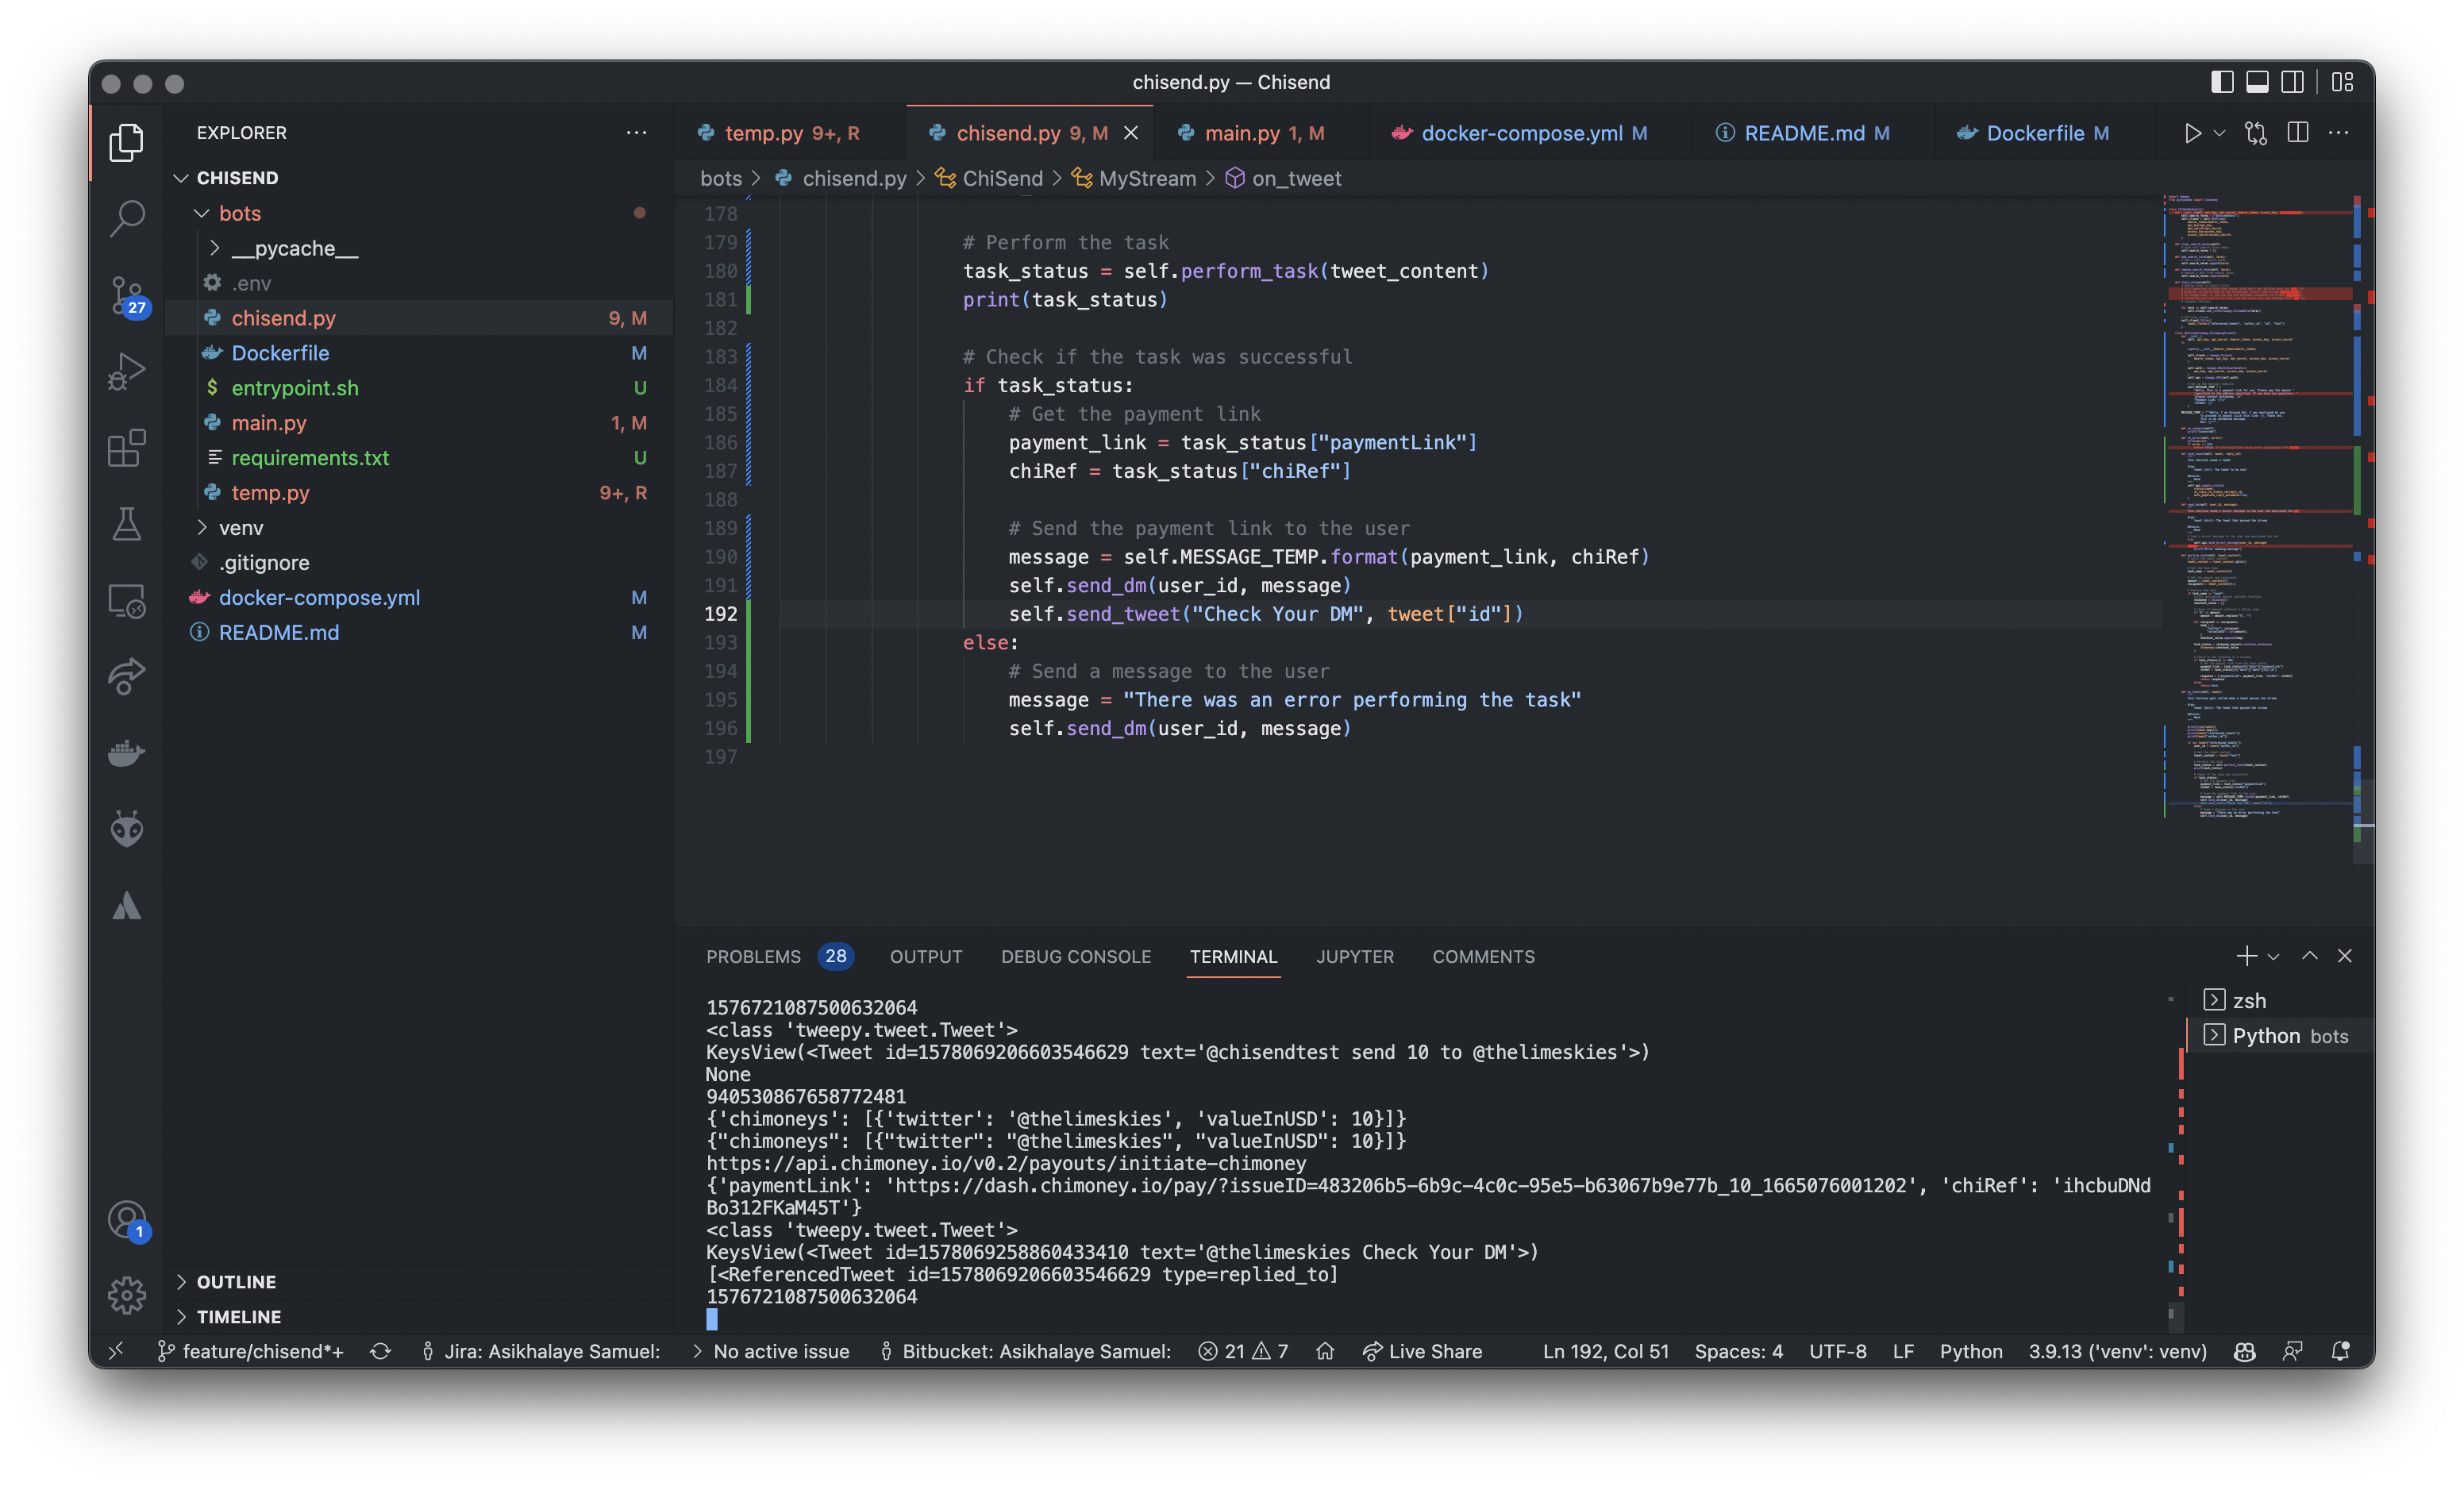 chisend.py — Chisend
EXPLORER
CHISEND
bots
__pycache__
.env
chisend.py 9, M
Dockerfile M
entrypoint.sh U
main.py 1, M
requirements.txt U
temp.py 9+, R
venv
.gitignore
docker-compose.yml M
README.md M
27
1
OUTLINE
TIMELINE
temp.py 9+, R chisend.py 9, M main.py 1, M docker-compose.yml M README.md M Dockerfile M
bots > chisend.py > ChiSend > MyStream > on_tweet
178
179 # Perform the task
180 task_status = self.perform_task(tweet_content)
181 print(task_status)
182
183 # Check if the task was successful
184 if task_status:
185 # Get the payment link
186 payment_link = task_status["paymentLink"]
187 chiRef = task_status["chiRef"]
188
189 # Send the payment link to the user
190 message = self.MESSAGE_TEMP.format(payment_link, chiRef)
191 self.send_dm(user_id, message)
192 self.send_tweet("Check Your DM", tweet["id"])
193 else:
194 # Send a message to the user
195 message = "There was an error performing the task"
196 self.send_dm(user_id, message)
197
PROBLEMS 28 OUTPUT DEBUG CONSOLE TERMINAL JUPYTER COMMENTS
1576721087500632064
<class 'tweepy.tweet.Tweet'>
KeysView(<Tweet id=1578069206603546629 text='@chisendtest send 10 to @thelimeskies'>)
None
940530867658772481
{'chimoneys': [{'twitter': '@thelimeskies', 'valueInUSD': 10}]}
{"chimoneys": [{"twitter": "@thelimeskies", "valueInUSD": 10}]}
https://api.chimoney.io/v0.2/payouts/initiate-chimoney
{'paymentLink': 'https://dash.chimoney.io/pay/?issueID=483206b5-6b9c-4c0c-95e5-b63067b9e77b_10_1665076001202', 'chiRef': 'ihcbuDNd
Bo312FKaM45T'}
<class 'tweepy.tweet.Tweet'>
KeysView(<Tweet id=1578069258860433410 text='@thelimeskies Check Your DM'>)
[<ReferencedTweet id=1578069206603546629 type=replied_to]
1576721087500632064
zsh
Python bots
feature/chisend*+ Jira: Asikhalaye Samuel: No active issue Bitbucket: Asikhalaye Samuel: 21 7 Live Share Ln 192, Col 51 Spaces: 4 UTF-8 LF Python 3.9.13 ('venv': venv)